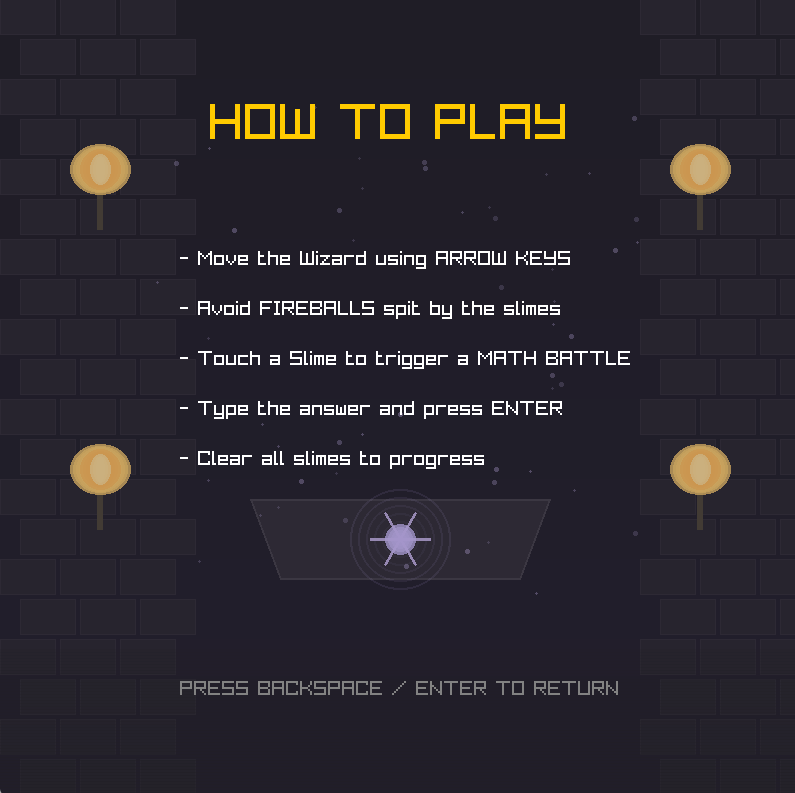 HOW TO PLAY
- Move the Wizard using ARROW KEYS
- Avoid FIREBALLS spit by the slimes
- Touch a Slime to trigger a MATH BATTLE
- Type the answer and press ENTER
- Clear all slimes to progress
PRESS BACKSPACE / ENTER TO RETURN